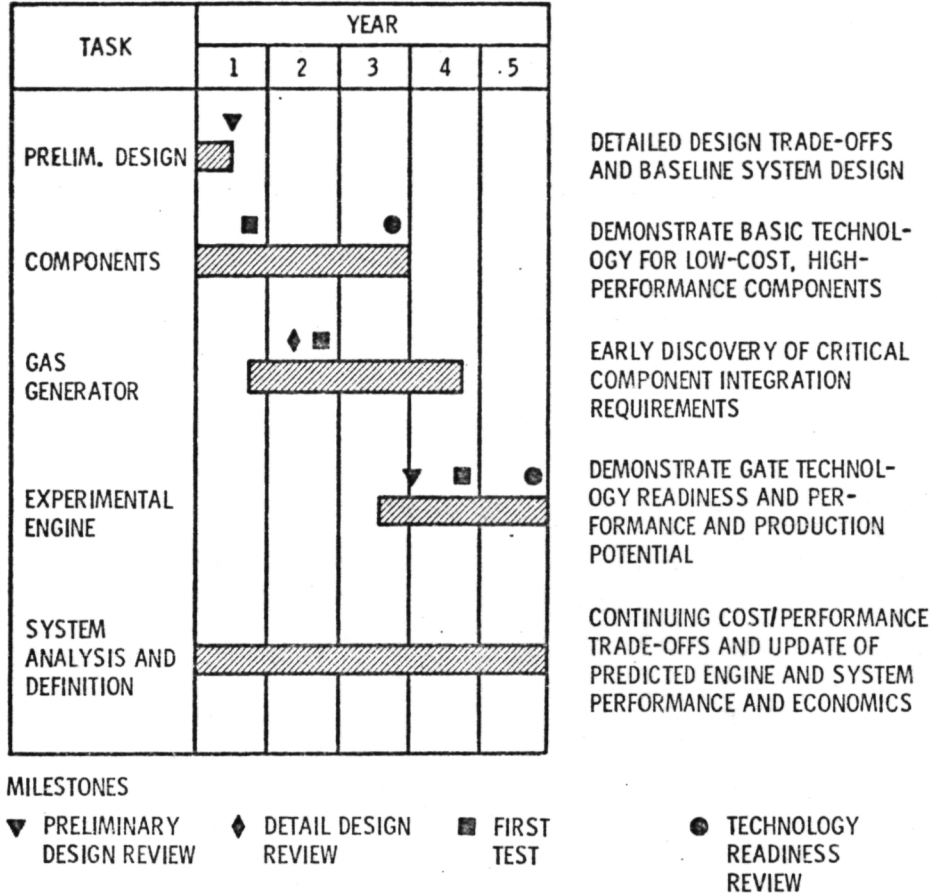 TASK
YEAR
1 2 3 4 5
PRELIM. DESIGN
DETAILED DESIGN TRADE-OFFS
AND BASELINE SYSTEM DESIGN
COMPONENTS
DEMONSTRATE BASIC TECHNOL-
OGY FOR LOW-COST, HIGH-
PERFORMANCE COMPONENTS
GAS
GENERATOR
EARLY DISCOVERY OF CRITICAL
COMPONENT INTEGRATION
REQUIREMENTS
EXPERIMENTAL
ENGINE
DEMONSTRATE GATE TECHNOL-
OGY READINESS AND PER-
FORMANCE AND PRODUCTION
POTENTIAL
SYSTEM
ANALYSIS AND
DEFINITION
CONTINUING COST/PERFORMANCE
TRADE-OFFS AND UPDATE OF
PREDICTED ENGINE AND SYSTEM
PERFORMANCE AND ECONOMICS
MILESTONES
PRELIMINARY
DESIGN REVIEW
DETAIL DESIGN
REVIEW
FIRST
TEST
TECHNOLOGY
READINESS
REVIEW